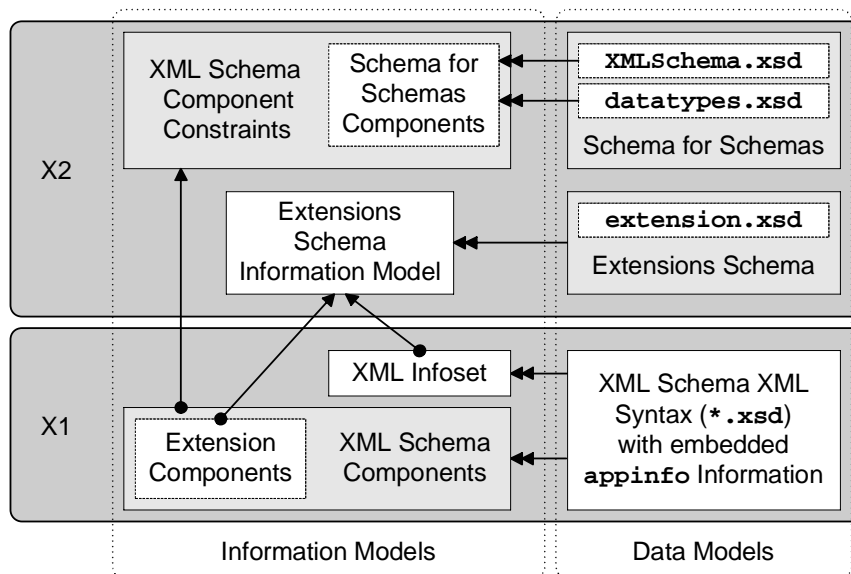 X2
XML Schema
Component
Constraints
Schema for
Schemas
Components
XMLSchema.xsd
datatypes.xsd
Schema for Schemas
Extensions
Schema
Information Model
extension.xsd
Extensions Schema
X1
XML Infoset
Extension
Components
XML Schema
Components
XML Schema XML
Syntax (*.xsd)
with embedded
appinfo Information
Information Models
Data Models